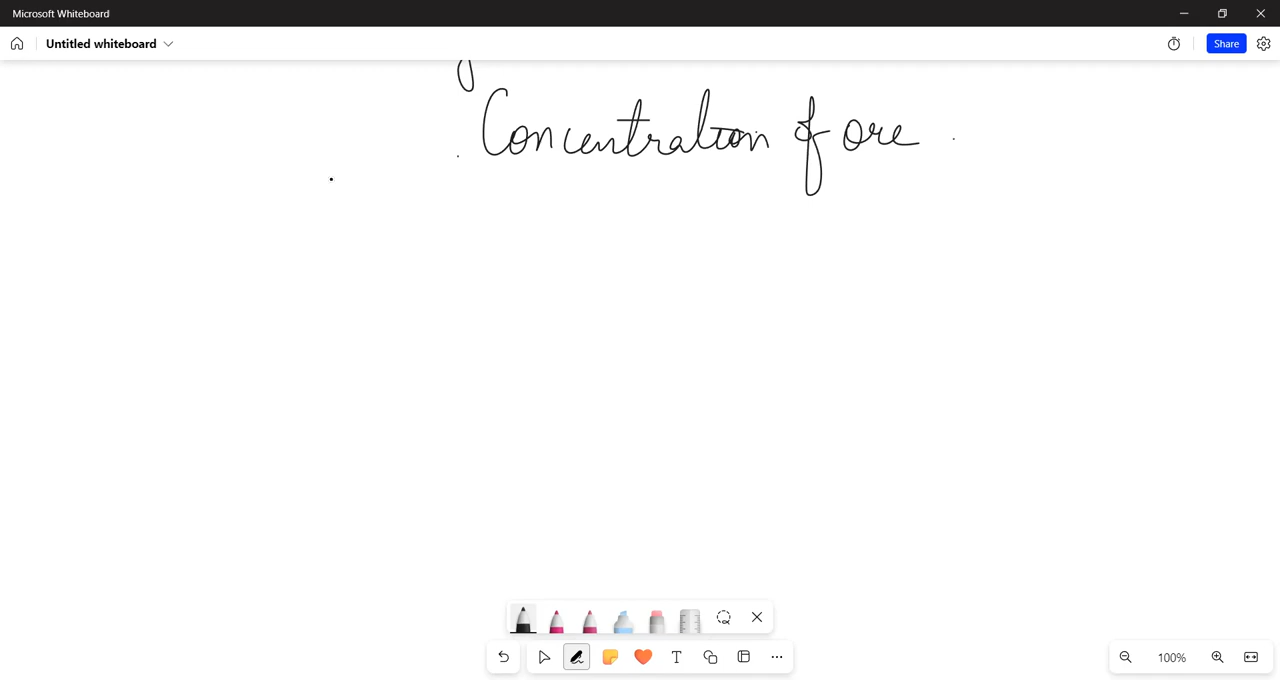 Microsoft Whiteboard
Untitled whiteboard
Share
Concentration of ore
T
100%